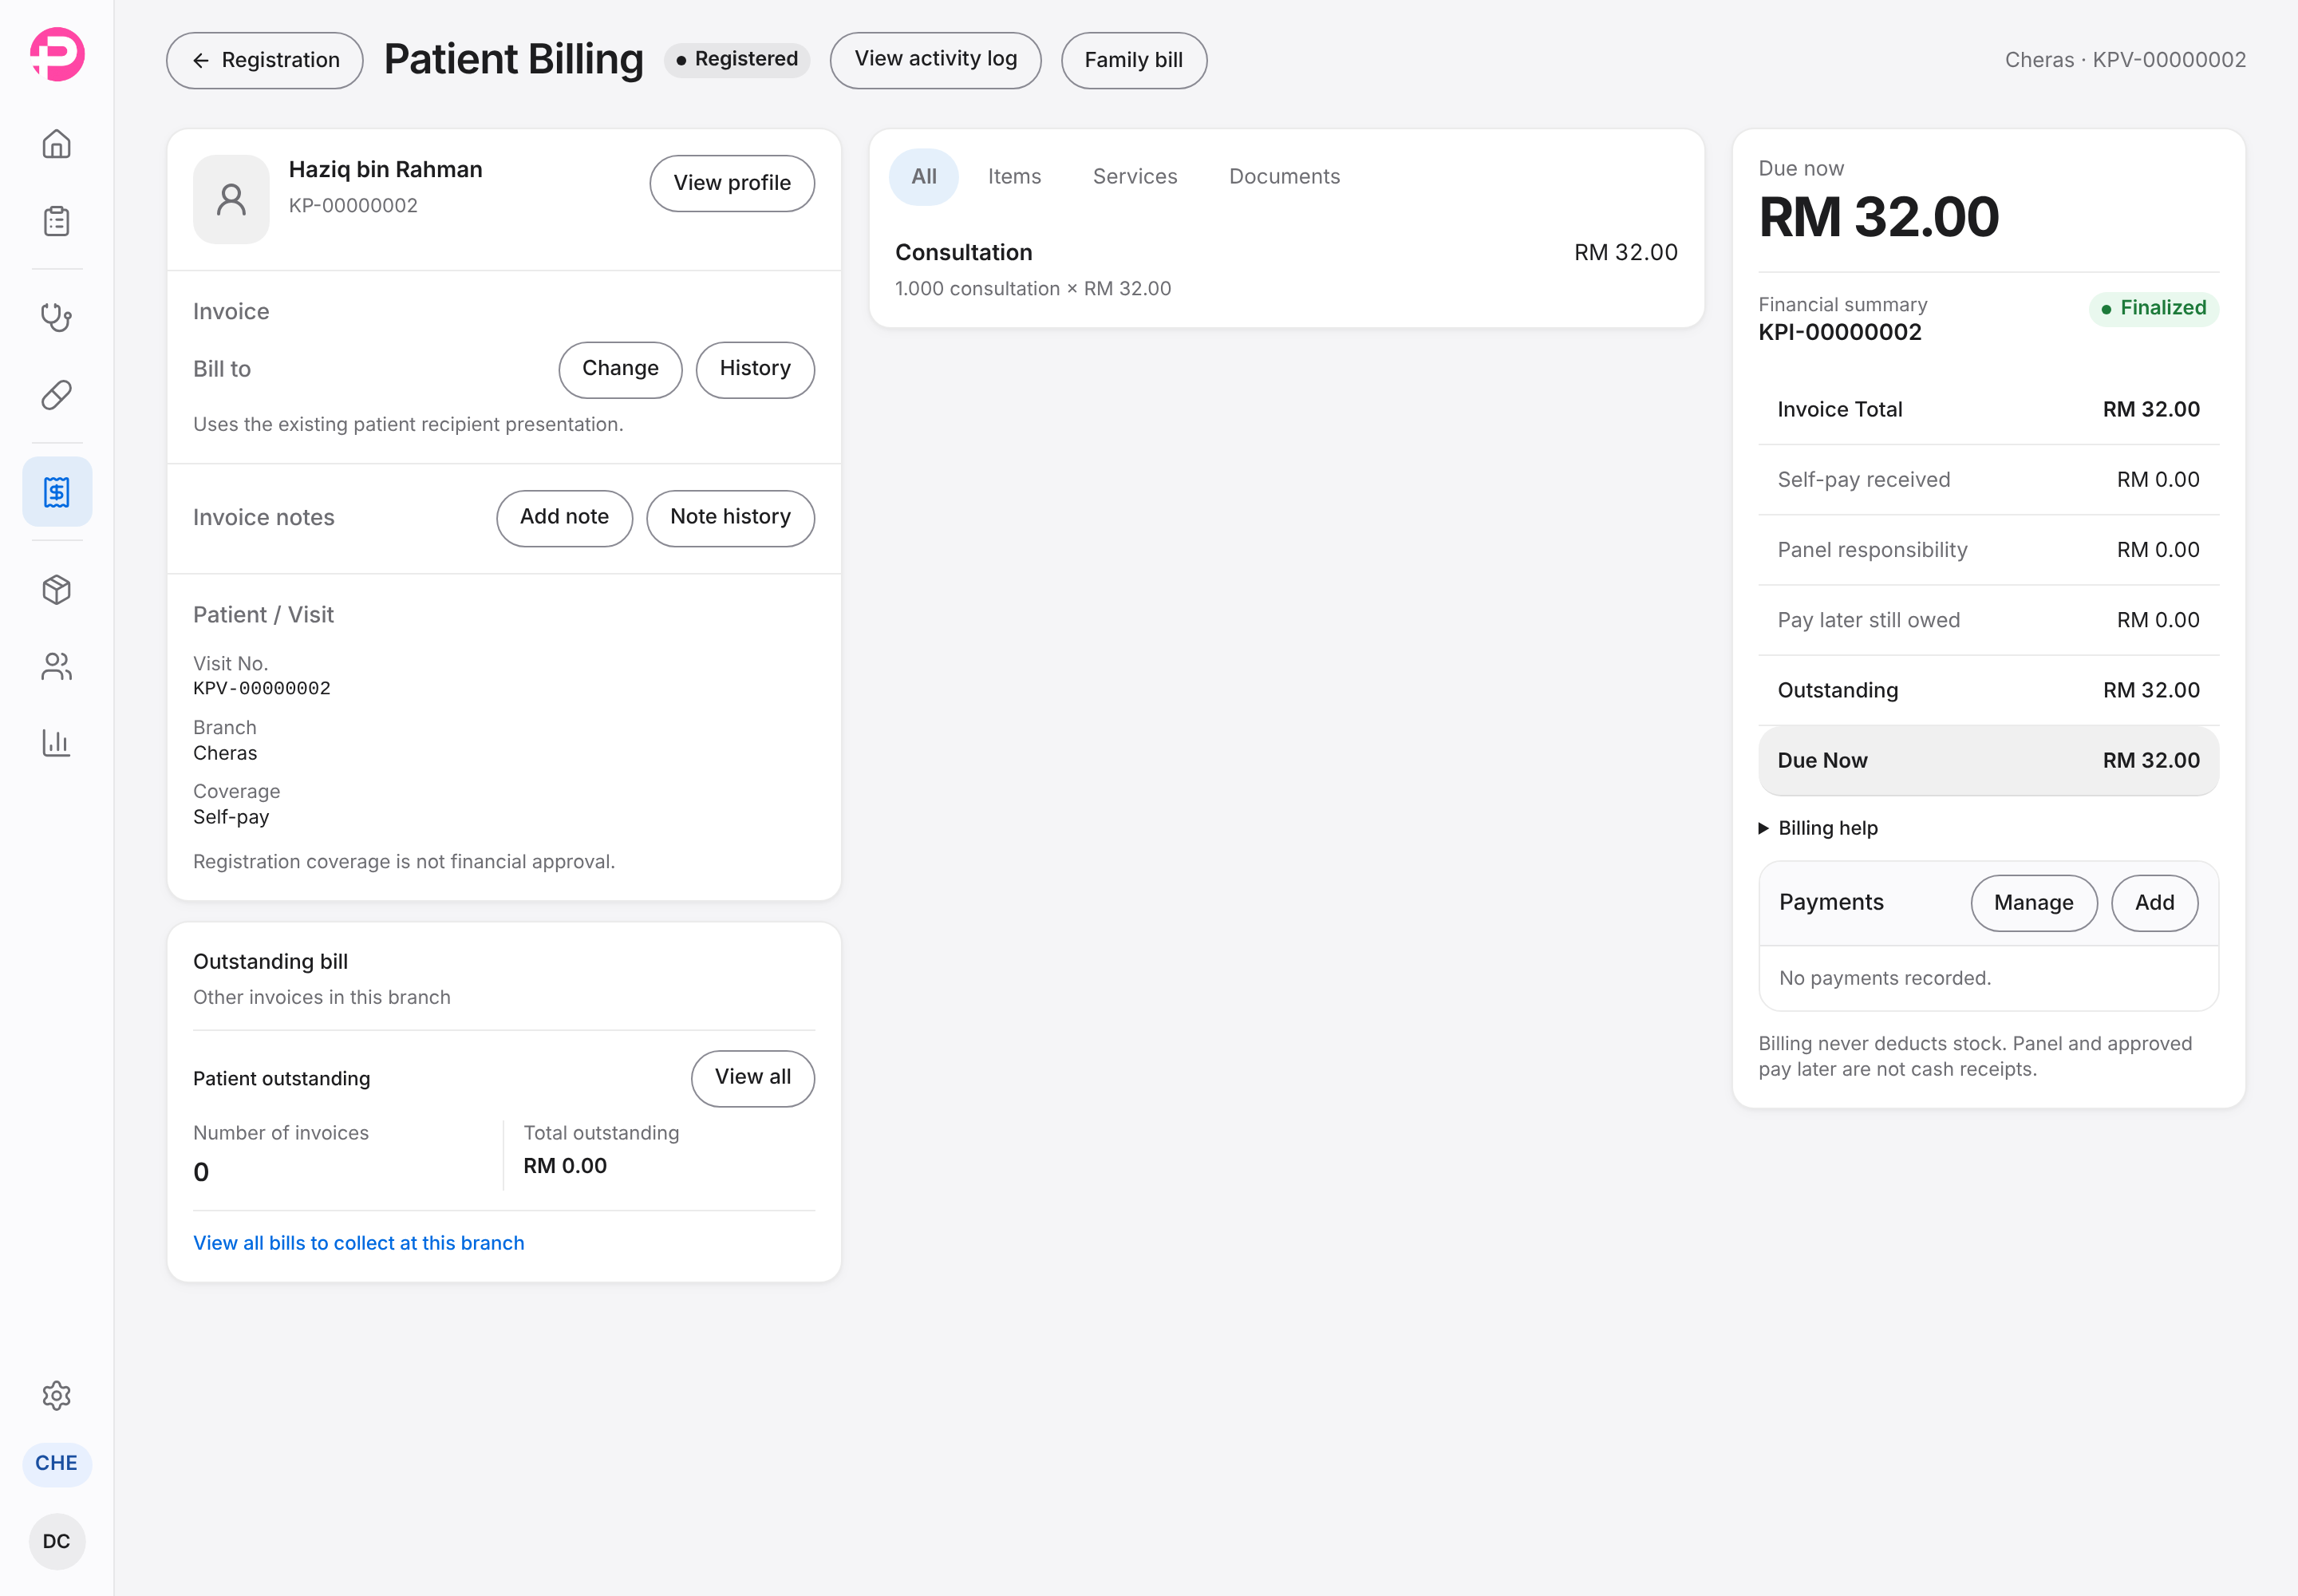 Registration
Patient Billing
Registered
View activity log
Family bill
Cheras · KPV-00000002
Haziq bin Rahman
KP-00000002
View profile
Invoice
Bill to
Change
History
Uses the existing patient recipient presentation.
Invoice notes
Add note
Note history
Patient / Visit
Visit No.
KPV-00000002
Branch
Cheras
Coverage
Self-pay
Registration coverage is not financial approval.
Outstanding bill
Other invoices in this branch
Patient outstanding
View all
Number of invoices
0
Total outstanding
RM 0.00
View all bills to collect at this branch
All
Items
Services
Documents
Consultation
RM 32.00
1.000 consultation × RM 32.00
Due now
RM 32.00
Financial summary
KPI-00000002
Finalized
Invoice Total
RM 32.00
Self-pay received
RM 0.00
Panel responsibility
RM 0.00
Pay later still owed
RM 0.00
Outstanding
RM 32.00
Due Now
RM 32.00
Billing help
Payments
Manage
Add
No payments recorded.
Billing never deducts stock. Panel and approved
pay later are not cash receipts.
CHE
DC